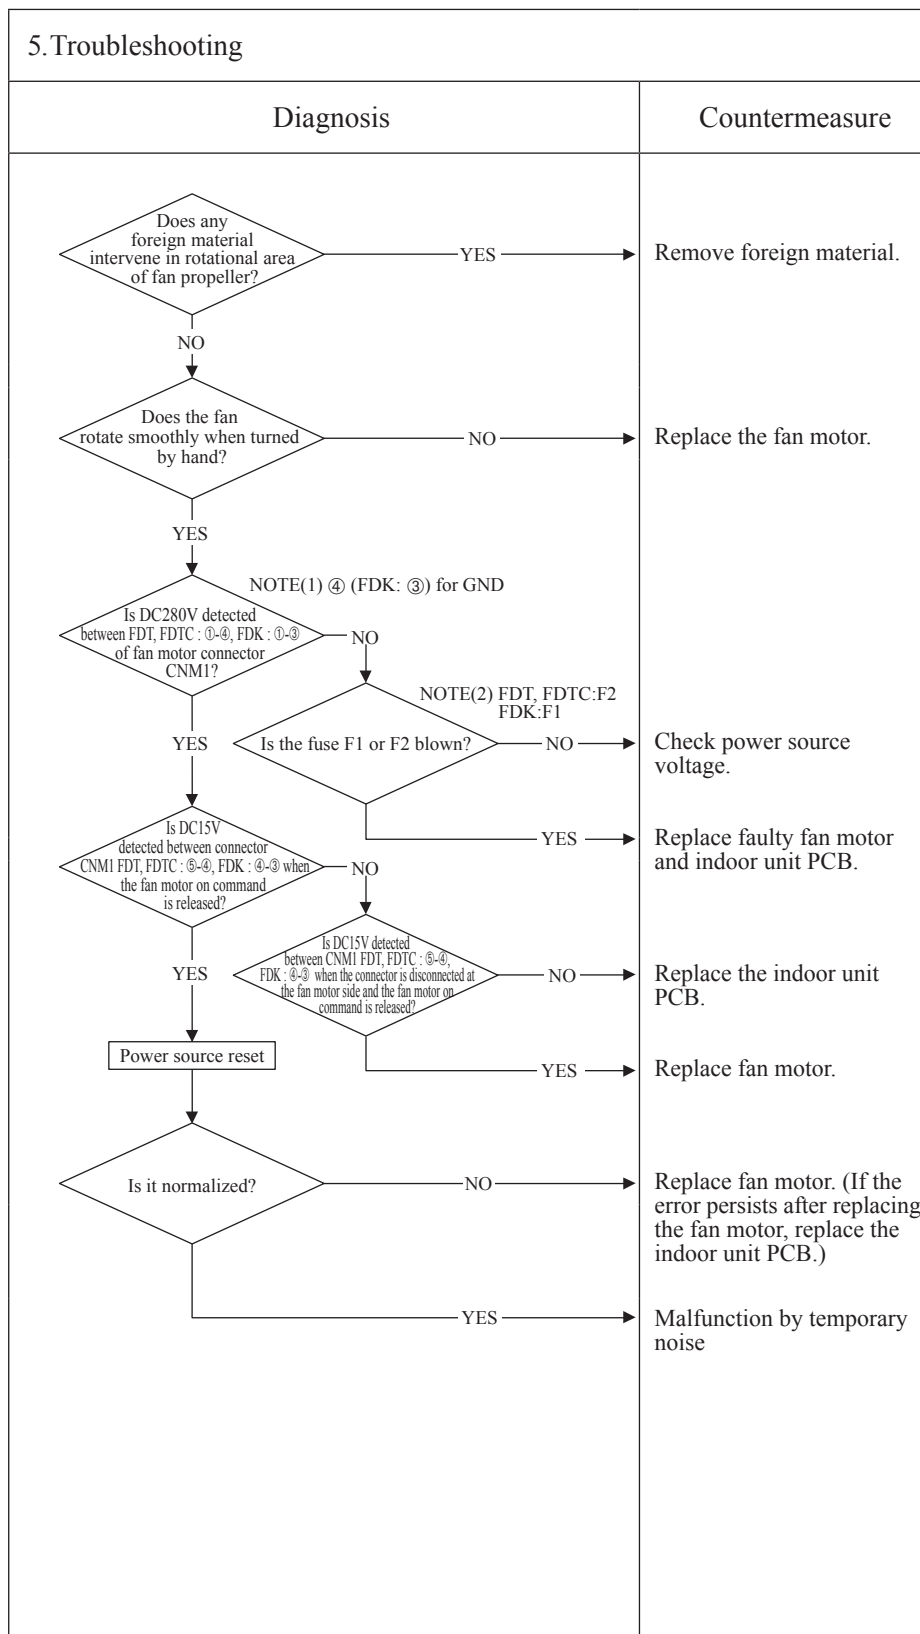 5.Troubleshooting
Diagnosis
Countermeasure
Does any
foreign material
intervene in rotational area
of fan propeller?
YES
Remove foreign material.
NO
Does the fan
rotate smoothly when turned
by hand?
NO
Replace the fan motor.
YES
NOTE(1) ④ (FDK: ③) for GND
Is DC280V detected
between FDT, FDTC : ①-④, FDK : ①-③
of fan motor connector
CNM1?
NO
NOTE(2) FDT, FDTC:F2
FDK:F1
YES
Is the fuse F1 or F2 blown?
NO
Check power source
voltage.
YES
Replace faulty fan motor
and indoor unit PCB.
Is DC15V
detected between connector
CNM1 FDT, FDTC : ⑤-④, FDK : ④-③ when
the fan motor on command
is released?
NO
Is DC15V detected
between CNM1 FDT, FDTC : ⑤-④,
FDK : ④-③ when the connector is disconnected at
the fan motor side and the fan motor on
command is released?
YES
NO
Replace the indoor unit
PCB.
Power source reset
YES
Replace fan motor.
Is it normalized?
NO
Replace fan motor. (If the
error persists after replacing
the fan motor, replace the
indoor unit PCB.)
YES
Malfunction by temporary
noise